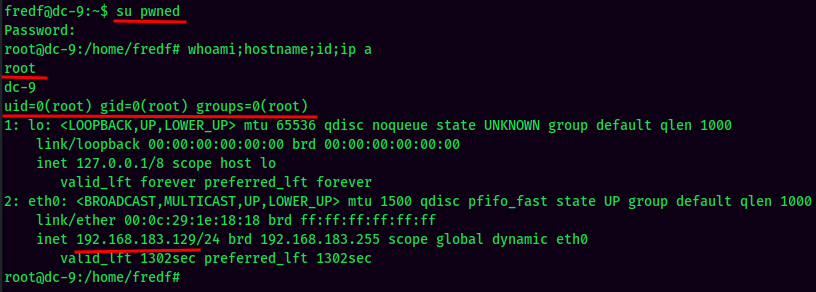 fredf@dc-9:~$ su pwned
Password:
root@dc-9:/home/fredf# whoami;hostname;id;ip a
root
dc-9
uid=0(root) gid=0(root) groups=0(root)
1: lo: <LOOPBACK,UP,LOWER_UP> mtu 65536 qdisc noqueue state UNKNOWN group default qlen 1000
    link/loopback 00:00:00:00:00:00 brd 00:00:00:00:00:00
    inet 127.0.0.1/8 scope host lo
       valid_lft forever preferred_lft forever
2: eth0: <BROADCAST,MULTICAST,UP,LOWER_UP> mtu 1500 qdisc pfifo_fast state UP group default qlen 1000
    link/ether 00:0c:29:1e:18:18 brd ff:ff:ff:ff:ff:ff
    inet 192.168.183.129/24 brd 192.168.183.255 scope global dynamic eth0
       valid_lft 1302sec preferred_lft 1302sec
root@dc-9:/home/fredf#